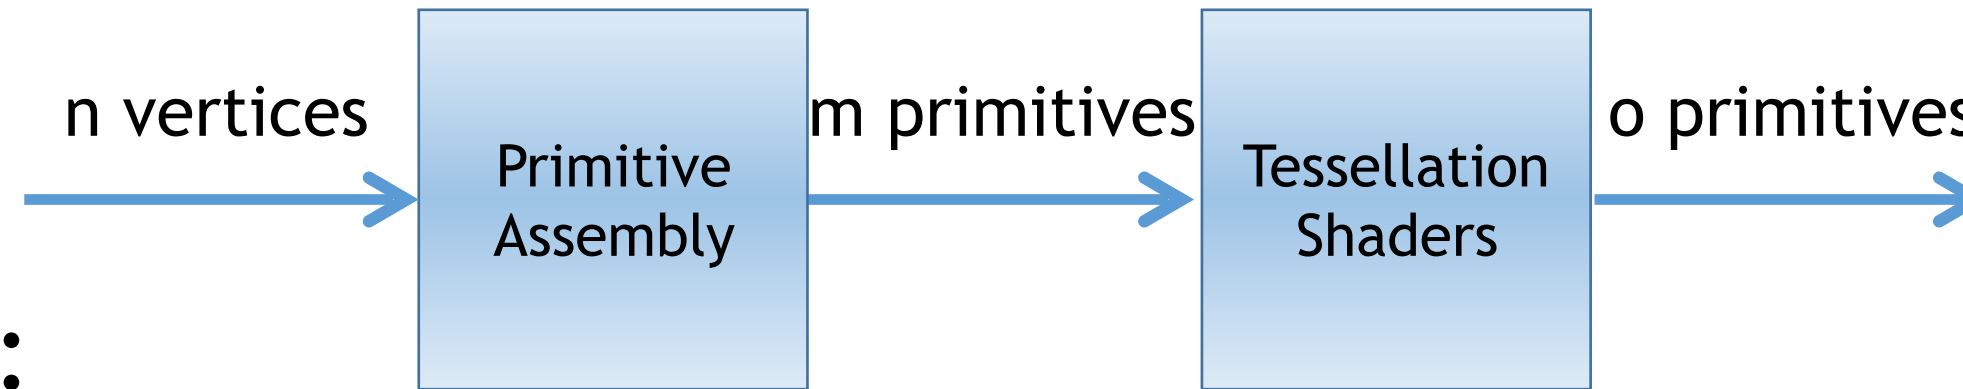 n vertices
Primitive
Assembly
m primitives
Tessellation
Shaders
o primitives
: